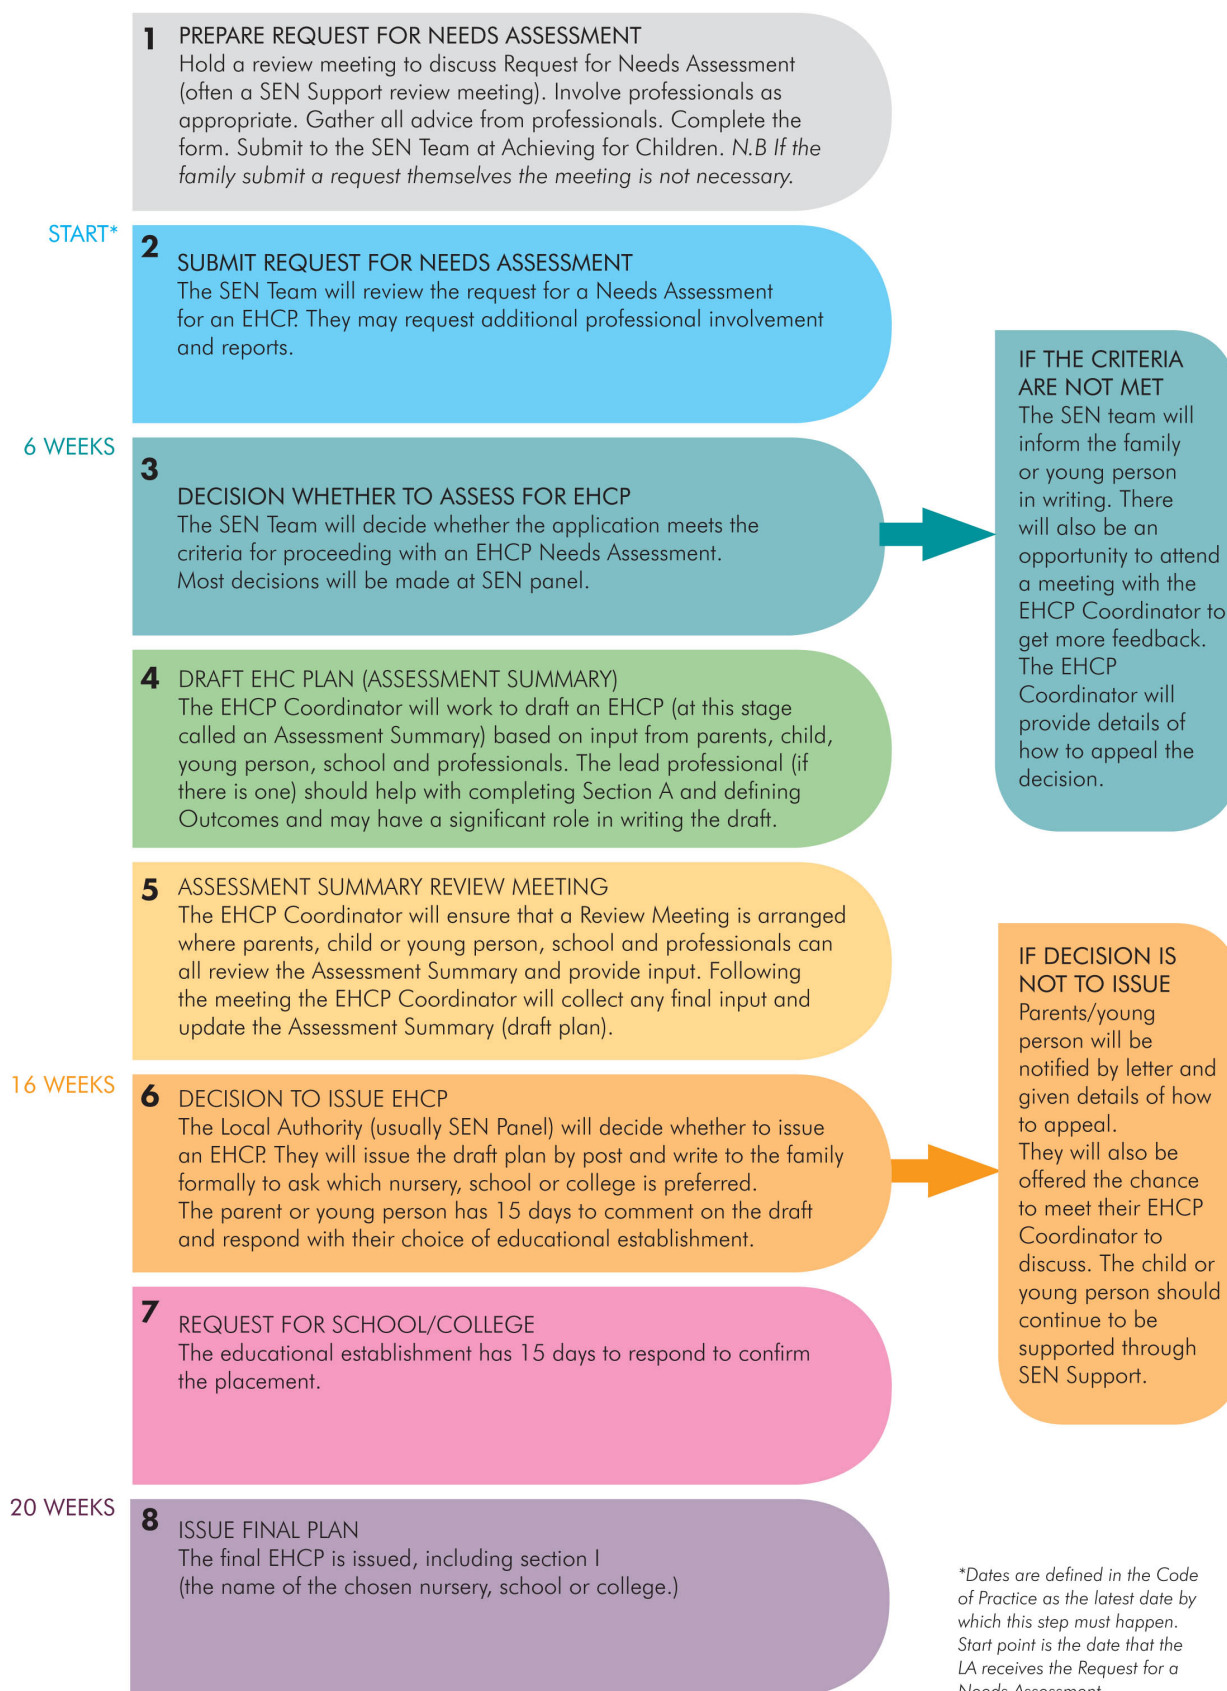 1 PREPARE REQUEST FOR NEEDS ASSESSMENT
Hold a review meeting to discuss Request for Needs Assessment
(often a SEN Support review meeting). Involve professionals as
appropriate. Gather all advice from professionals. Complete the
form. Submit to the SEN Team at Achieving for Children. N.B If the
family submit a request themselves the meeting is not necessary.
START*
2 SUBMIT REQUEST FOR NEEDS ASSESSMENT
The SEN Team will review the request for a Needs Assessment
for an EHCP. They may request additional professional involvement
and reports.
6 WEEKS
3 DECISION WHETHER TO ASSESS FOR EHCP
The SEN Team will decide whether the application meets the
criteria for proceeding with an EHCP Needs Assessment.
Most decisions will be made at SEN panel.
IF THE CRITERIA
ARE NOT MET
The SEN team will
inform the family
or young person
in writing. There
will also be an
opportunity to attend
a meeting with the
EHCP Coordinator to
get more feedback.
The EHCP
Coordinator will
provide details of
how to appeal the
decision.
4 DRAFT EHC PLAN (ASSESSMENT SUMMARY)
The EHCP Coordinator will work to draft an EHCP (at this stage
called an Assessment Summary) based on input from parents, child,
young person, school and professionals. The lead professional (if
there is one) should help with completing Section A and defining
Outcomes and may have a significant role in writing the draft.
5 ASSESSMENT SUMMARY REVIEW MEETING
The EHCP Coordinator will ensure that a Review Meeting is arranged
where parents, child or young person, school and professionals can
all review the Assessment Summary and provide input. Following
the meeting the EHCP Coordinator will collect any final input and
update the Assessment Summary (draft plan).
16 WEEKS
6 DECISION TO ISSUE EHCP
The Local Authority (usually SEN Panel) will decide whether to issue
an EHCP. They will issue the draft plan by post and write to the family
formally to ask which nursery, school or college is preferred.
The parent or young person has 15 days to comment on the draft
and respond with their choice of educational establishment.
IF DECISION IS
NOT TO ISSUE
Parents/young
person will be
notified by letter and
given details of how
to appeal.
They will also be
offered the chance
to meet their EHCP
Coordinator to
discuss. The child or
young person should
continue to be
supported through
SEN Support.
7 REQUEST FOR SCHOOL/COLLEGE
The educational establishment has 15 days to respond to confirm
the placement.
20 WEEKS
8 ISSUE FINAL PLAN
The final EHCP is issued, including section I
(the name of the chosen nursery, school or college.)
*Dates are defined in the Code
of Practice as the latest date by
which this step must happen.
Start point is the date that the
LA receives the Request for a
Needs Assessment